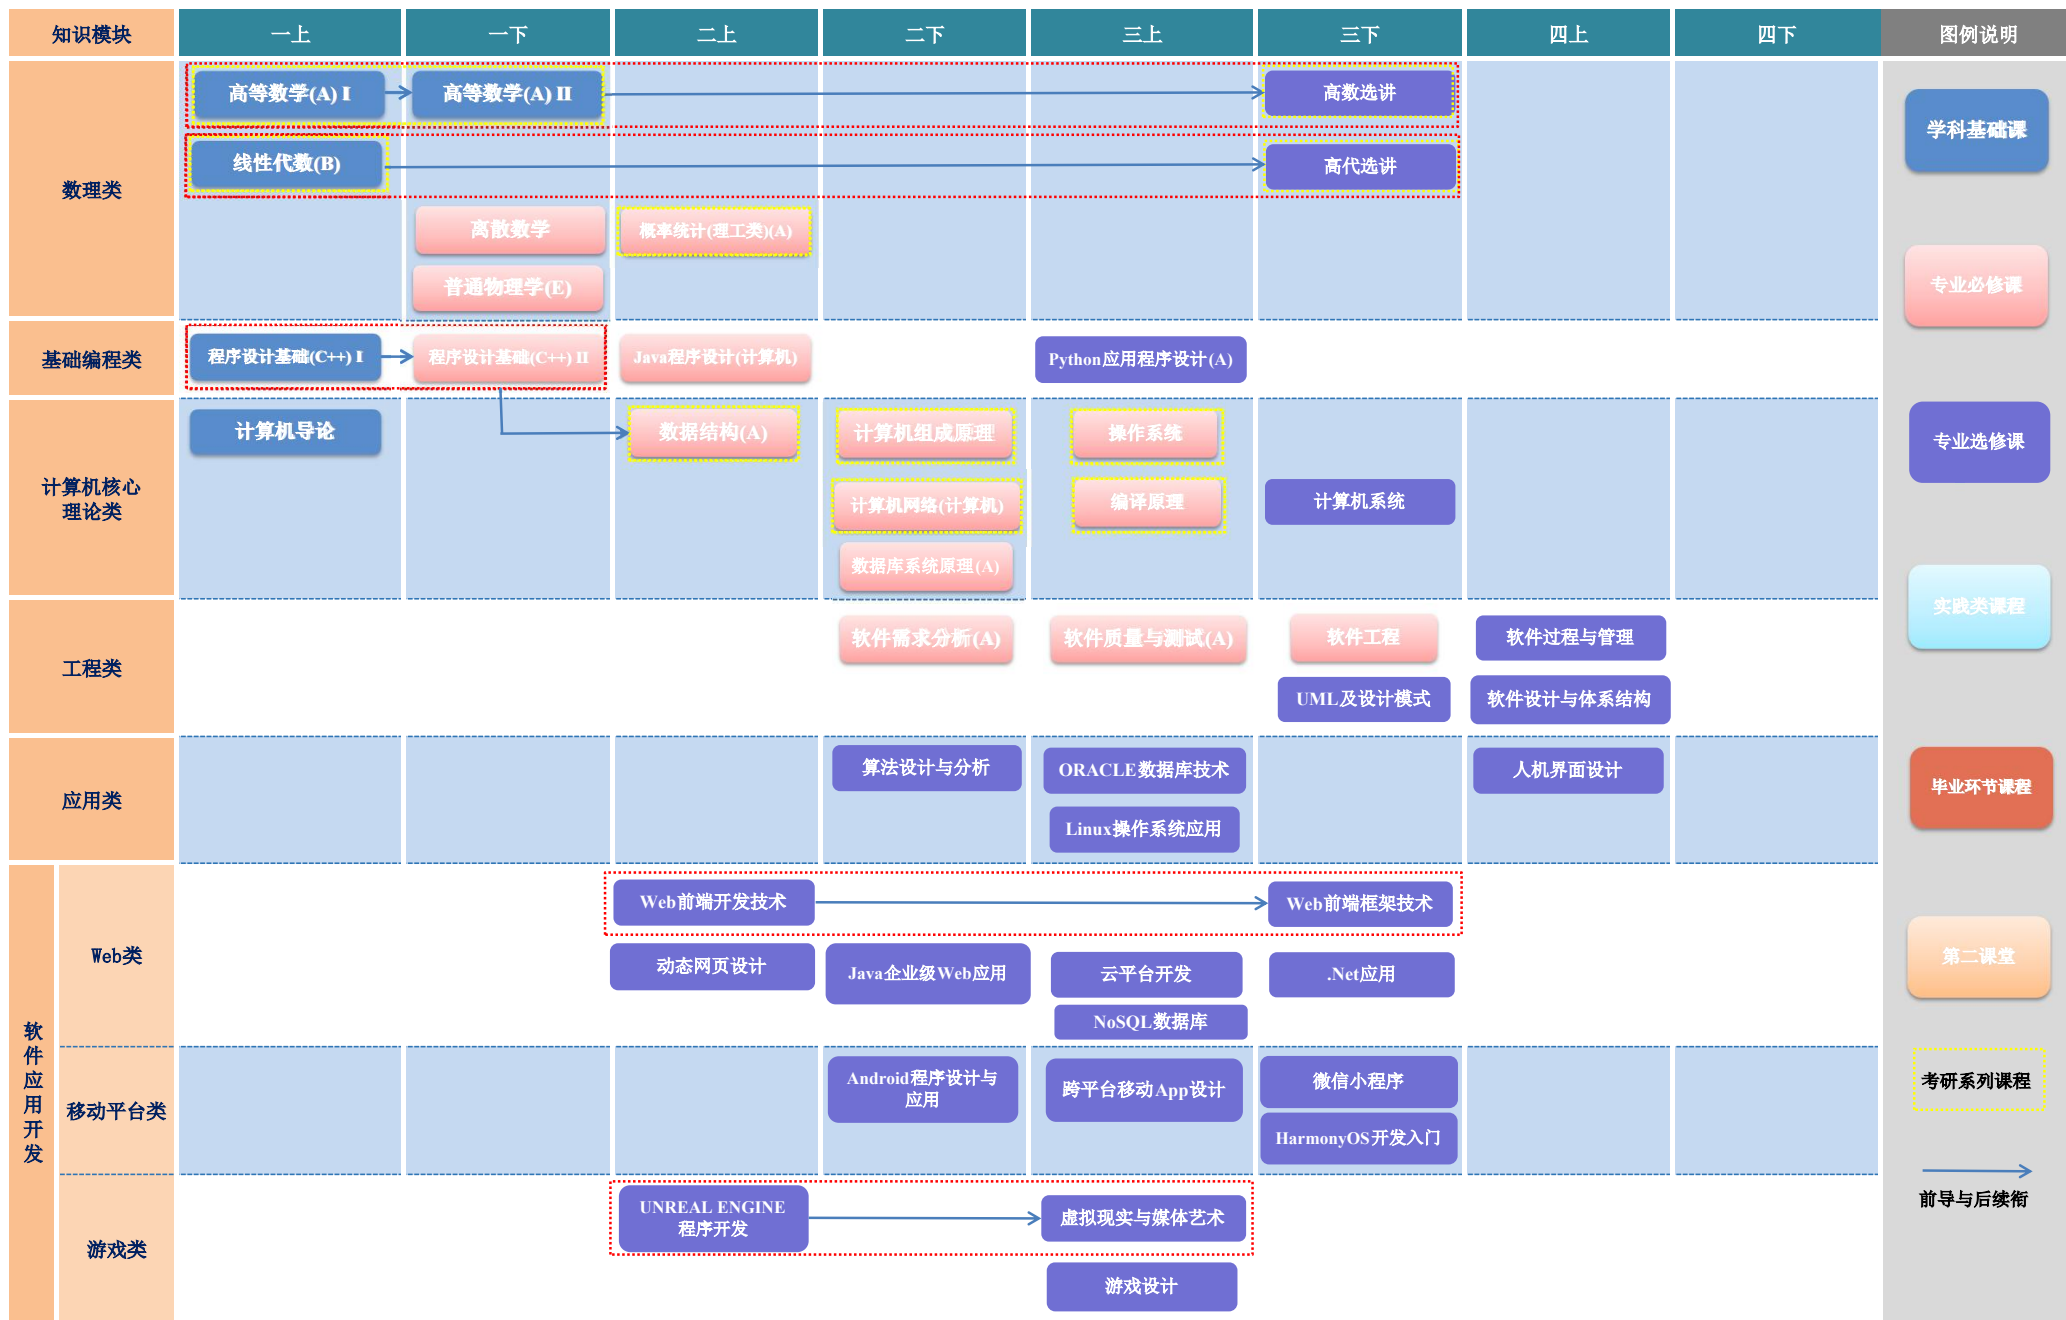 知识模块
一上
一下
二上
二下
三上
三下
四上
四下
图例说明
数理类
高等数学(A) I
高等数学(A) II
高数选讲
线性代数(B)
高代选讲
离散数学
概率统计(理工类)(A)
普通物理学(E)
基础编程类
程序设计基础(C++) I
程序设计基础(C++) II
Java程序设计(计算机)
Python应用程序设计(A)
计算机核心
理论类
计算机导论
数据结构(A)
计算机组成原理
操作系统
计算机网络(计算机)
编译原理
计算机系统
数据库系统原理(A)
工程类
软件需求分析(A)
软件质量与测试(A)
软件工程
软件过程与管理
UML及设计模式
软件设计与体系结构
应用类
算法设计与分析
ORACLE数据库技术
人机界面设计
Linux操作系统应用
软件应用开发
Web类
Web前端开发技术
Web前端框架技术
动态网页设计
Java企业级Web应用
云平台开发
.Net应用
NoSQL数据库
移动平台类
Android程序设计与
应用
跨平台移动App设计
微信小程序
HarmonyOS开发入门
游戏类
UNREAL ENGINE
程序开发
虚拟现实与媒体艺术
游戏设计
学科基础课
专业必修课
专业选修课
实践类课程
毕业环节课程
第二课堂
考研系列课程
前导与后续衔